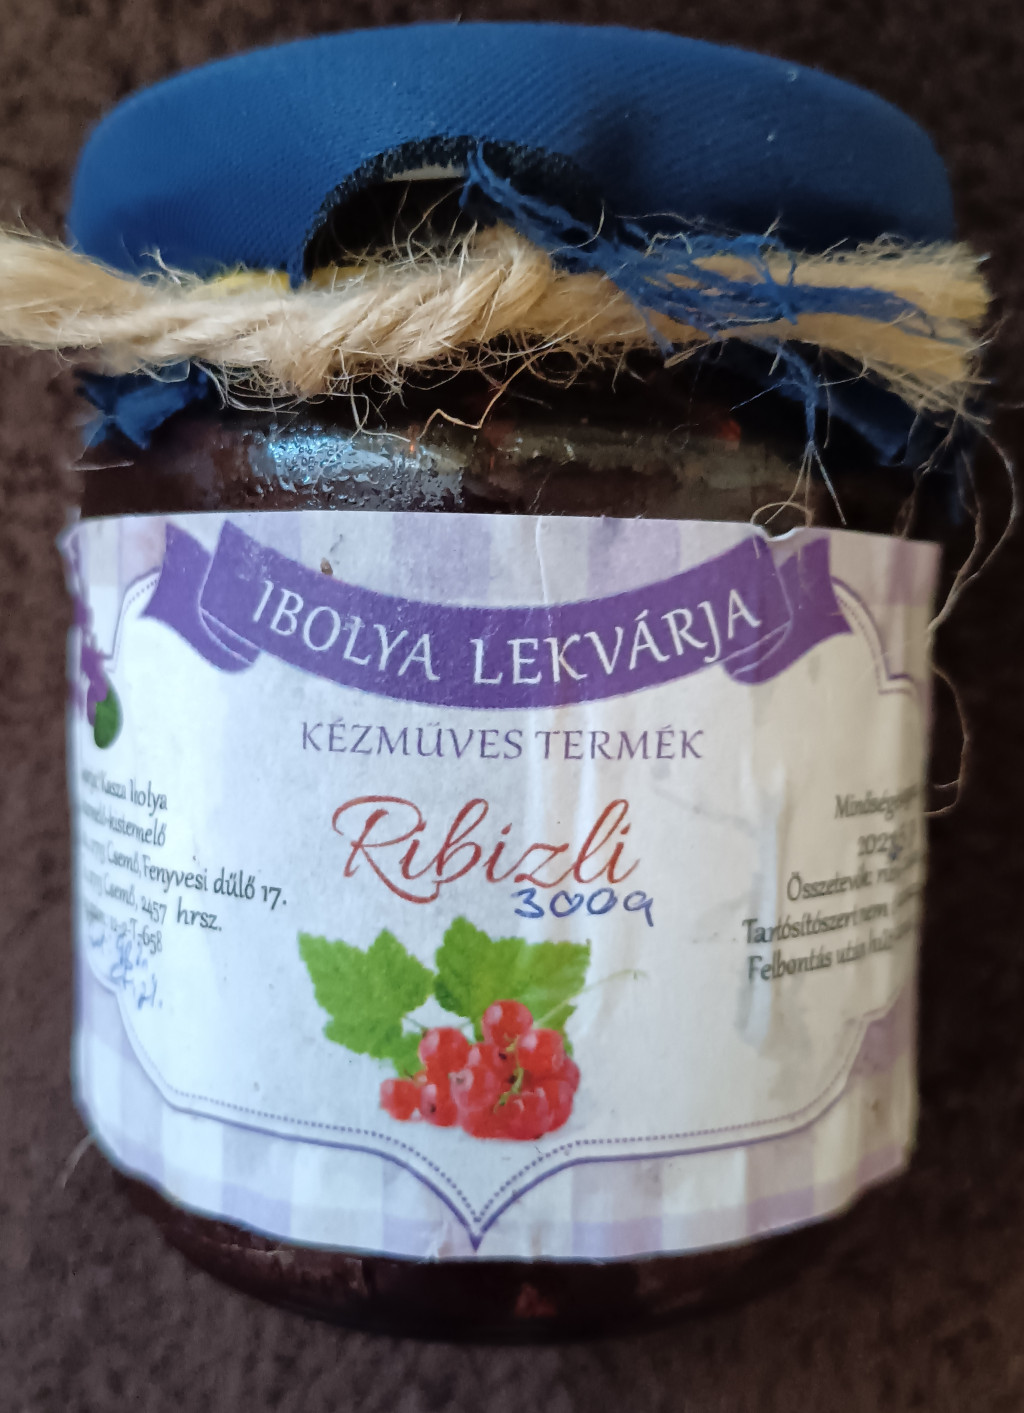 IBOLYA LEKVÁRJA
KÉZMŰVES TERMÉK
Ribizli
300g
Kasza Ibolya
Csemő, Fenyvesi dűlő 17.
Csemő, 2457 hrsz.
Összetevők:
Tartósítószert nem
Felbontás után